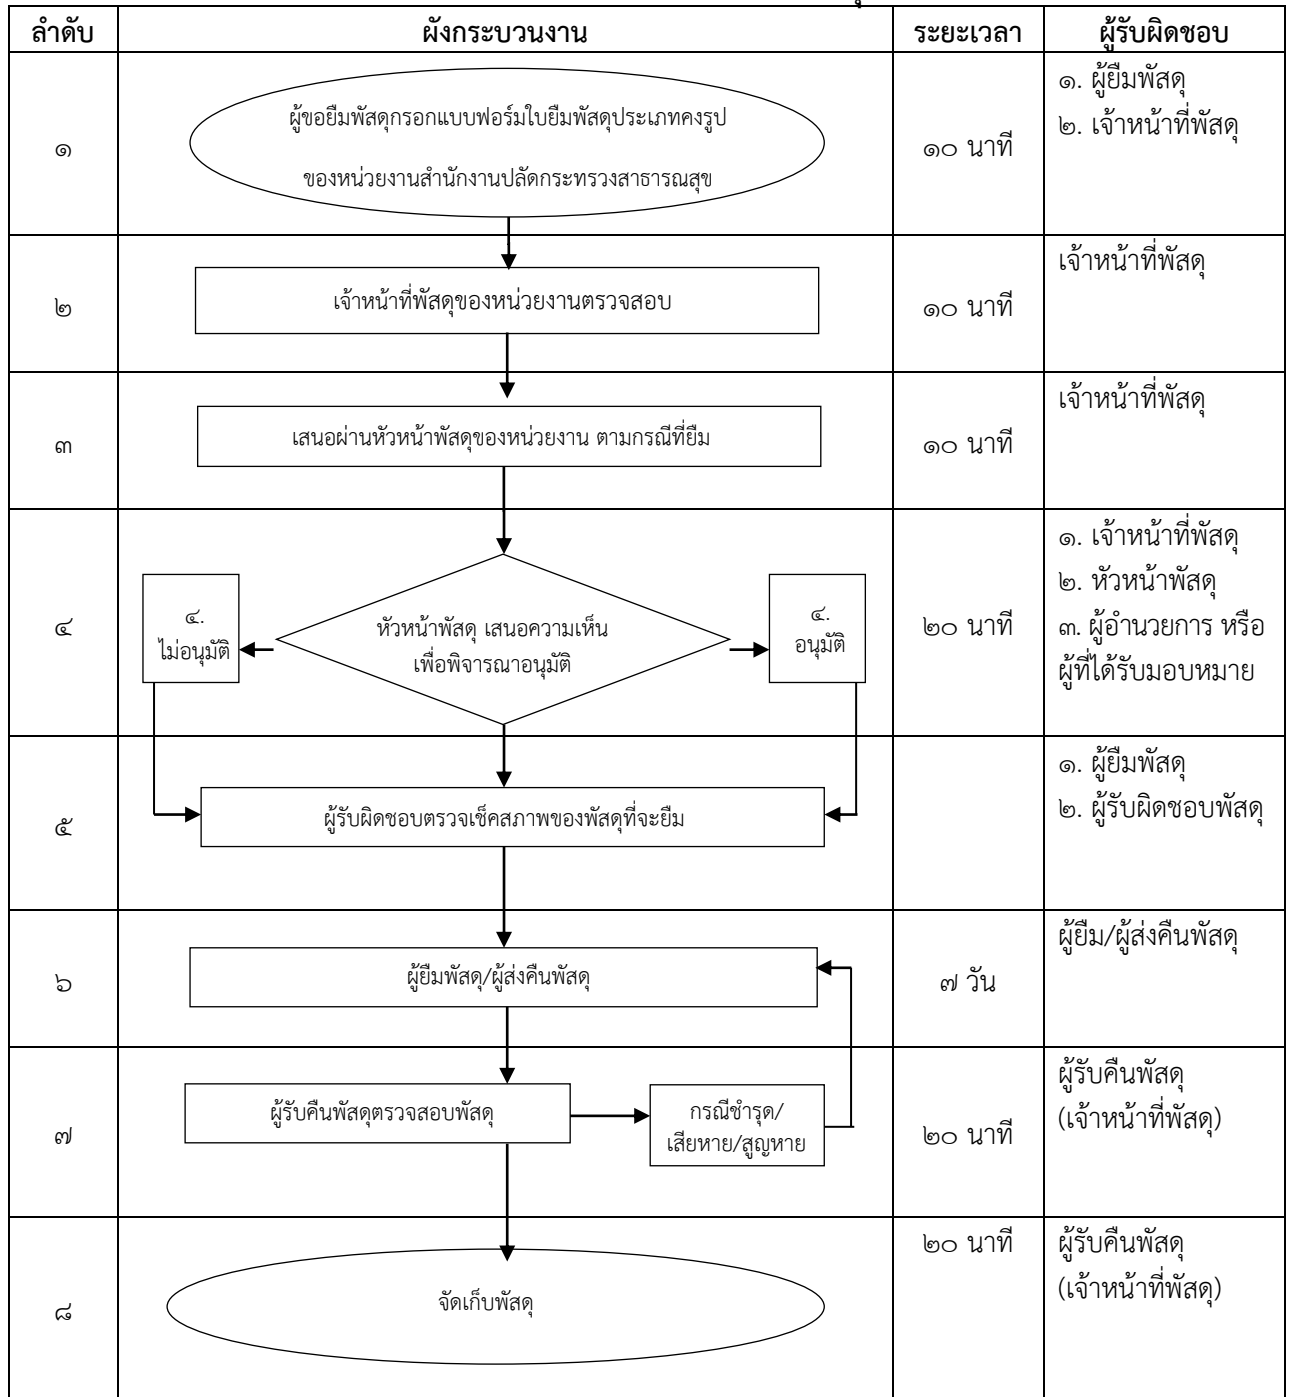 ลำดับ ผังกระบวนงาน ระยะเวลา ผู้รับผิดชอบ
๑
ผู้ขอยืมพัสดุกรอกแบบฟอร์มใบยืมพัสดุประเภทคงรูป
ของหน่วยงานสำนักงานปลัดกระทรวงสาธารณสุข
๑๐ นาที
๑. ผู้ยืมพัสดุ
๒. เจ้าหน้าที่พัสดุ
๒
เจ้าหน้าที่พัสดุของหน่วยงานตรวจสอบ
๑๐ นาที
เจ้าหน้าที่พัสดุ
๓
เสนอผ่านหัวหน้าพัสดุของหน่วยงาน ตามกรณีที่ยืม
๑๐ นาที
เจ้าหน้าที่พัสดุ
๔
๔.
ไม่อนุมัติ
หัวหน้าพัสดุ เสนอความเห็น
เพื่อพิจารณาอนุมัติ
๔.
อนุมัติ
๒๐ นาที
๑. เจ้าหน้าที่พัสดุ
๒. หัวหน้าพัสดุ
๓. ผู้อำนวยการ หรือ
ผู้ที่ได้รับมอบหมาย
๕
ผู้รับผิดชอบตรวจเช็คสภาพของพัสดุที่จะยืม
๑. ผู้ยืมพัสดุ
๒. ผู้รับผิดชอบพัสดุ
๖
ผู้ยืมพัสดุ/ผู้ส่งคืนพัสดุ
๗ วัน
ผู้ยืม/ผู้ส่งคืนพัสดุ
๗
ผู้รับคืนพัสดุตรวจสอบพัสดุ
กรณีชำรุด/
เสียหาย/สูญหาย
๒๐ นาที
ผู้รับคืนพัสดุ
(เจ้าหน้าที่พัสดุ)
๘
จัดเก็บพัสดุ
๒๐ นาที
ผู้รับคืนพัสดุ
(เจ้าหน้าที่พัสดุ)